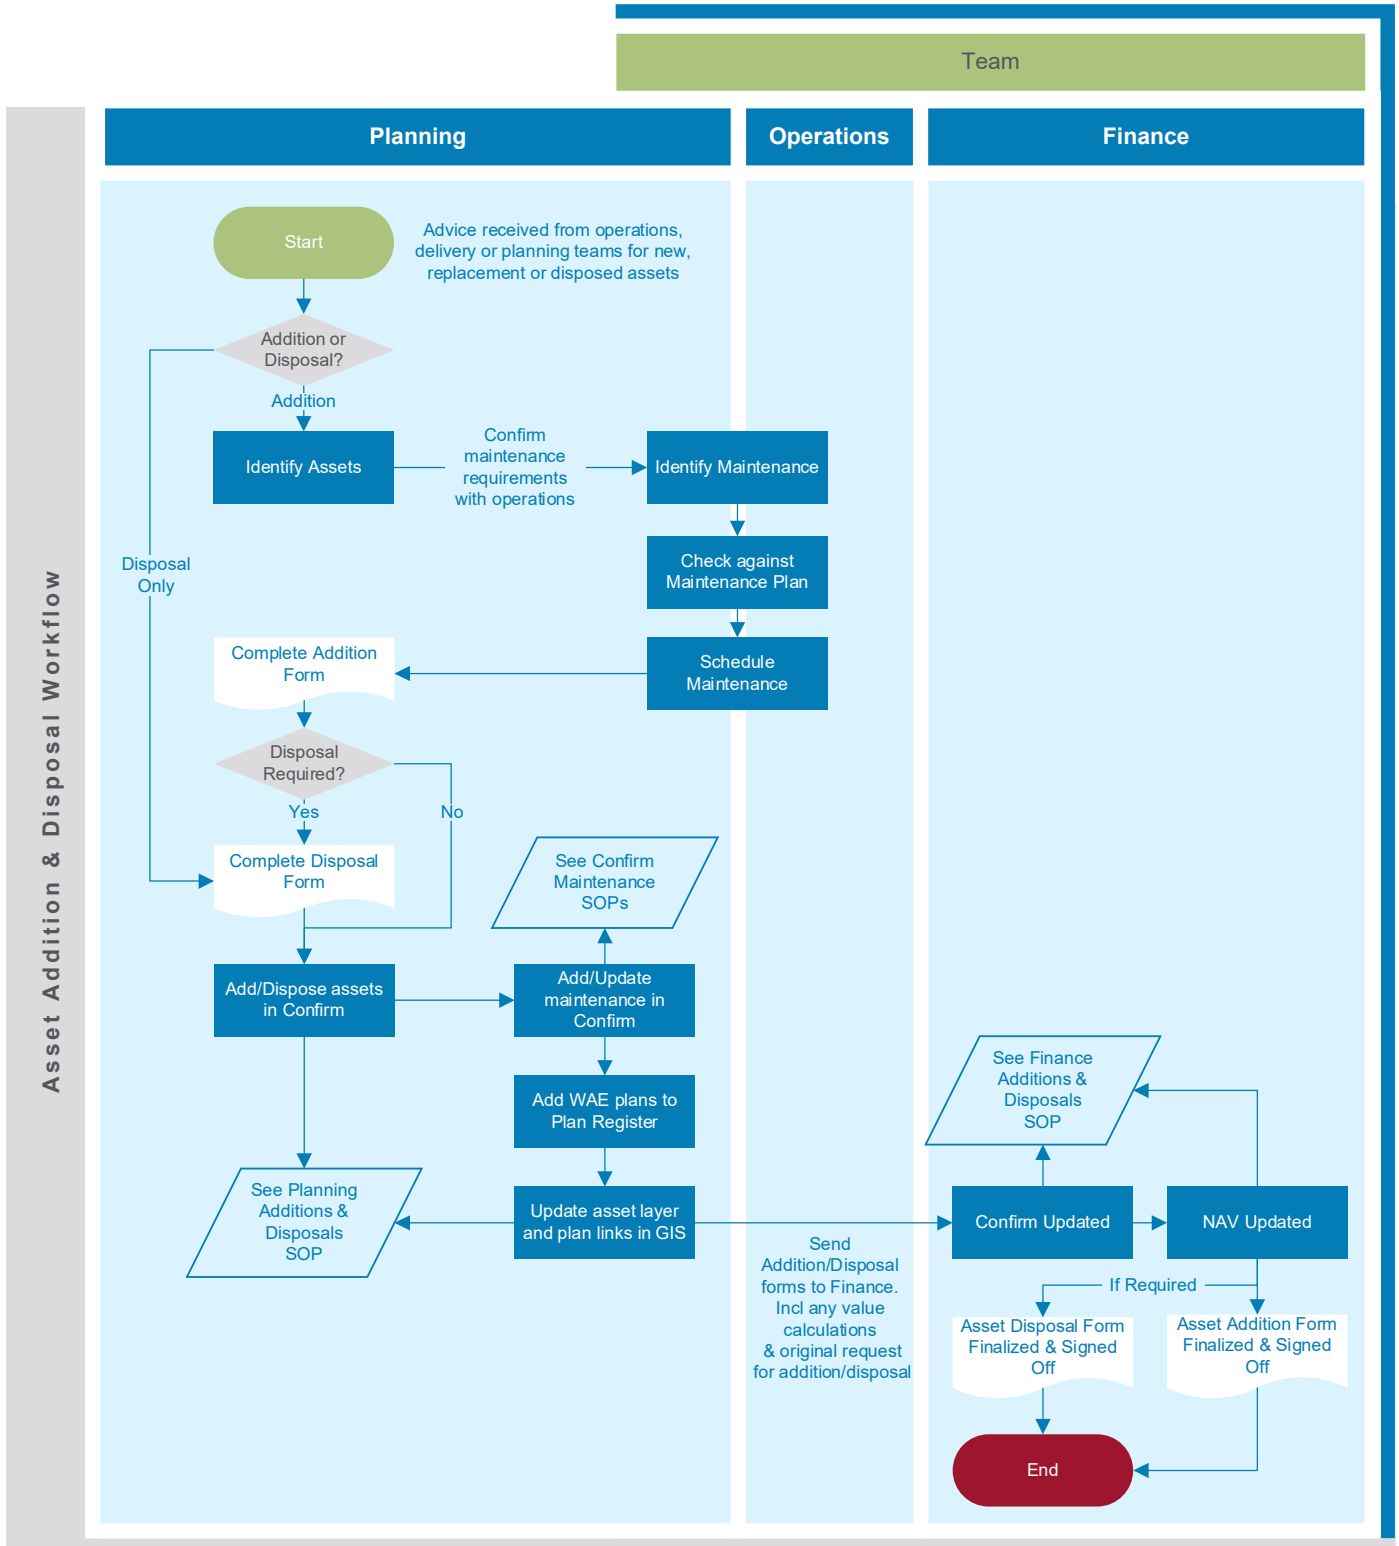 Team
Planning
Operations
Finance
Asset Addition & Disposal Workflow
Start
Advice received from operations,
delivery or planning teams for new,
replacement or disposed assets
Addition or
Disposal?
Addition
Identify Assets
Confirm
maintenance
requirements
with operations
Identify Maintenance
Check against
Maintenance Plan
Disposal
Only
Schedule
Maintenance
Complete Addition
Form
Disposal
Required?
Yes
No
Complete Disposal
Form
See Confirm
Maintenance
SOPs
Add/Dispose assets
in Confirm
Add/Update
maintenance in
Confirm
Add WAE plans to
Plan Register
See Planning
Additions &
Disposals
SOP
Update asset layer
and plan links in GIS
Send
Addition/Disposal
forms to Finance.
Incl any value
calculations
& original request
for addition/disposal
See Finance
Additions &
Disposals
SOP
Confirm Updated
NAV Updated
If Required
Asset Disposal Form
Finalized & Signed
Off
Asset Addition Form
Finalized & Signed
Off
End